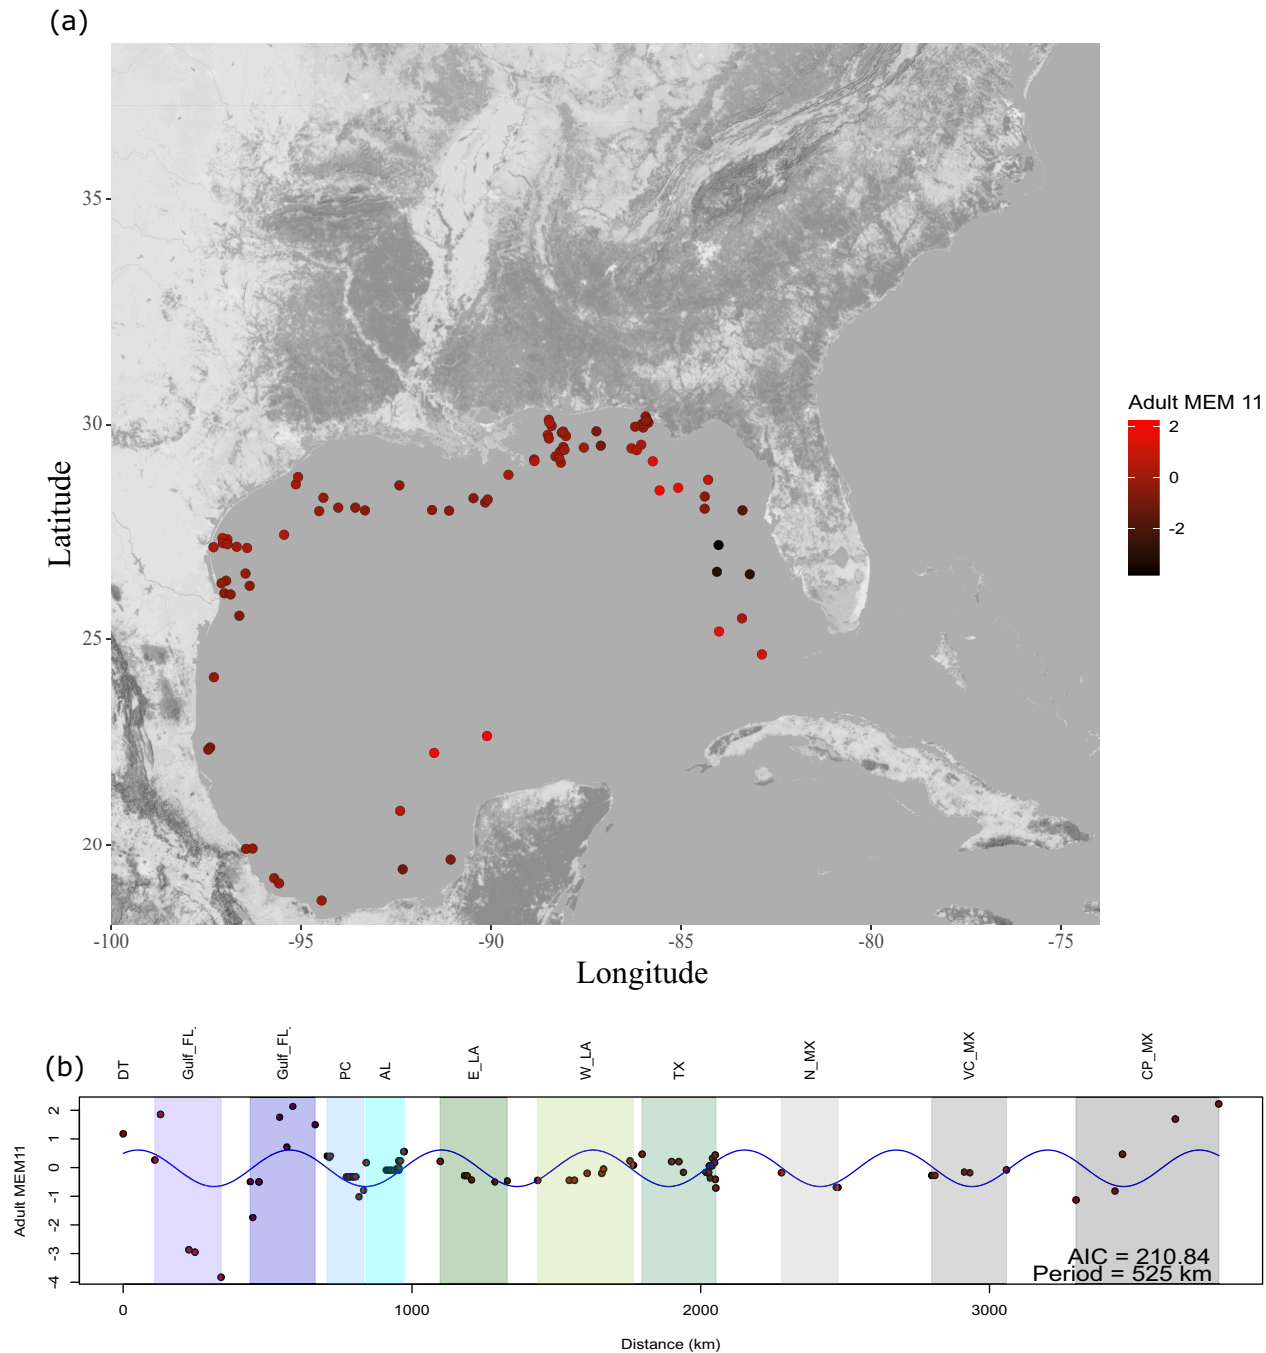 (a)
35
30
25
20
Latitude
-100
-95
-90
-85
-80
-75
Longitude
Adult MEM 11
2
0
-2
(b)
DT
Gulf_FL.
Gulf_FL.
PC
AL
E_LA
W_LA
TX
N_MX
VC_MX
CP_MX
2
1
0
-1
-2
-3
-4
Adult MEM11
AIC = 210.84
Period = 525 km
0
1000
2000
3000
Distance (km)